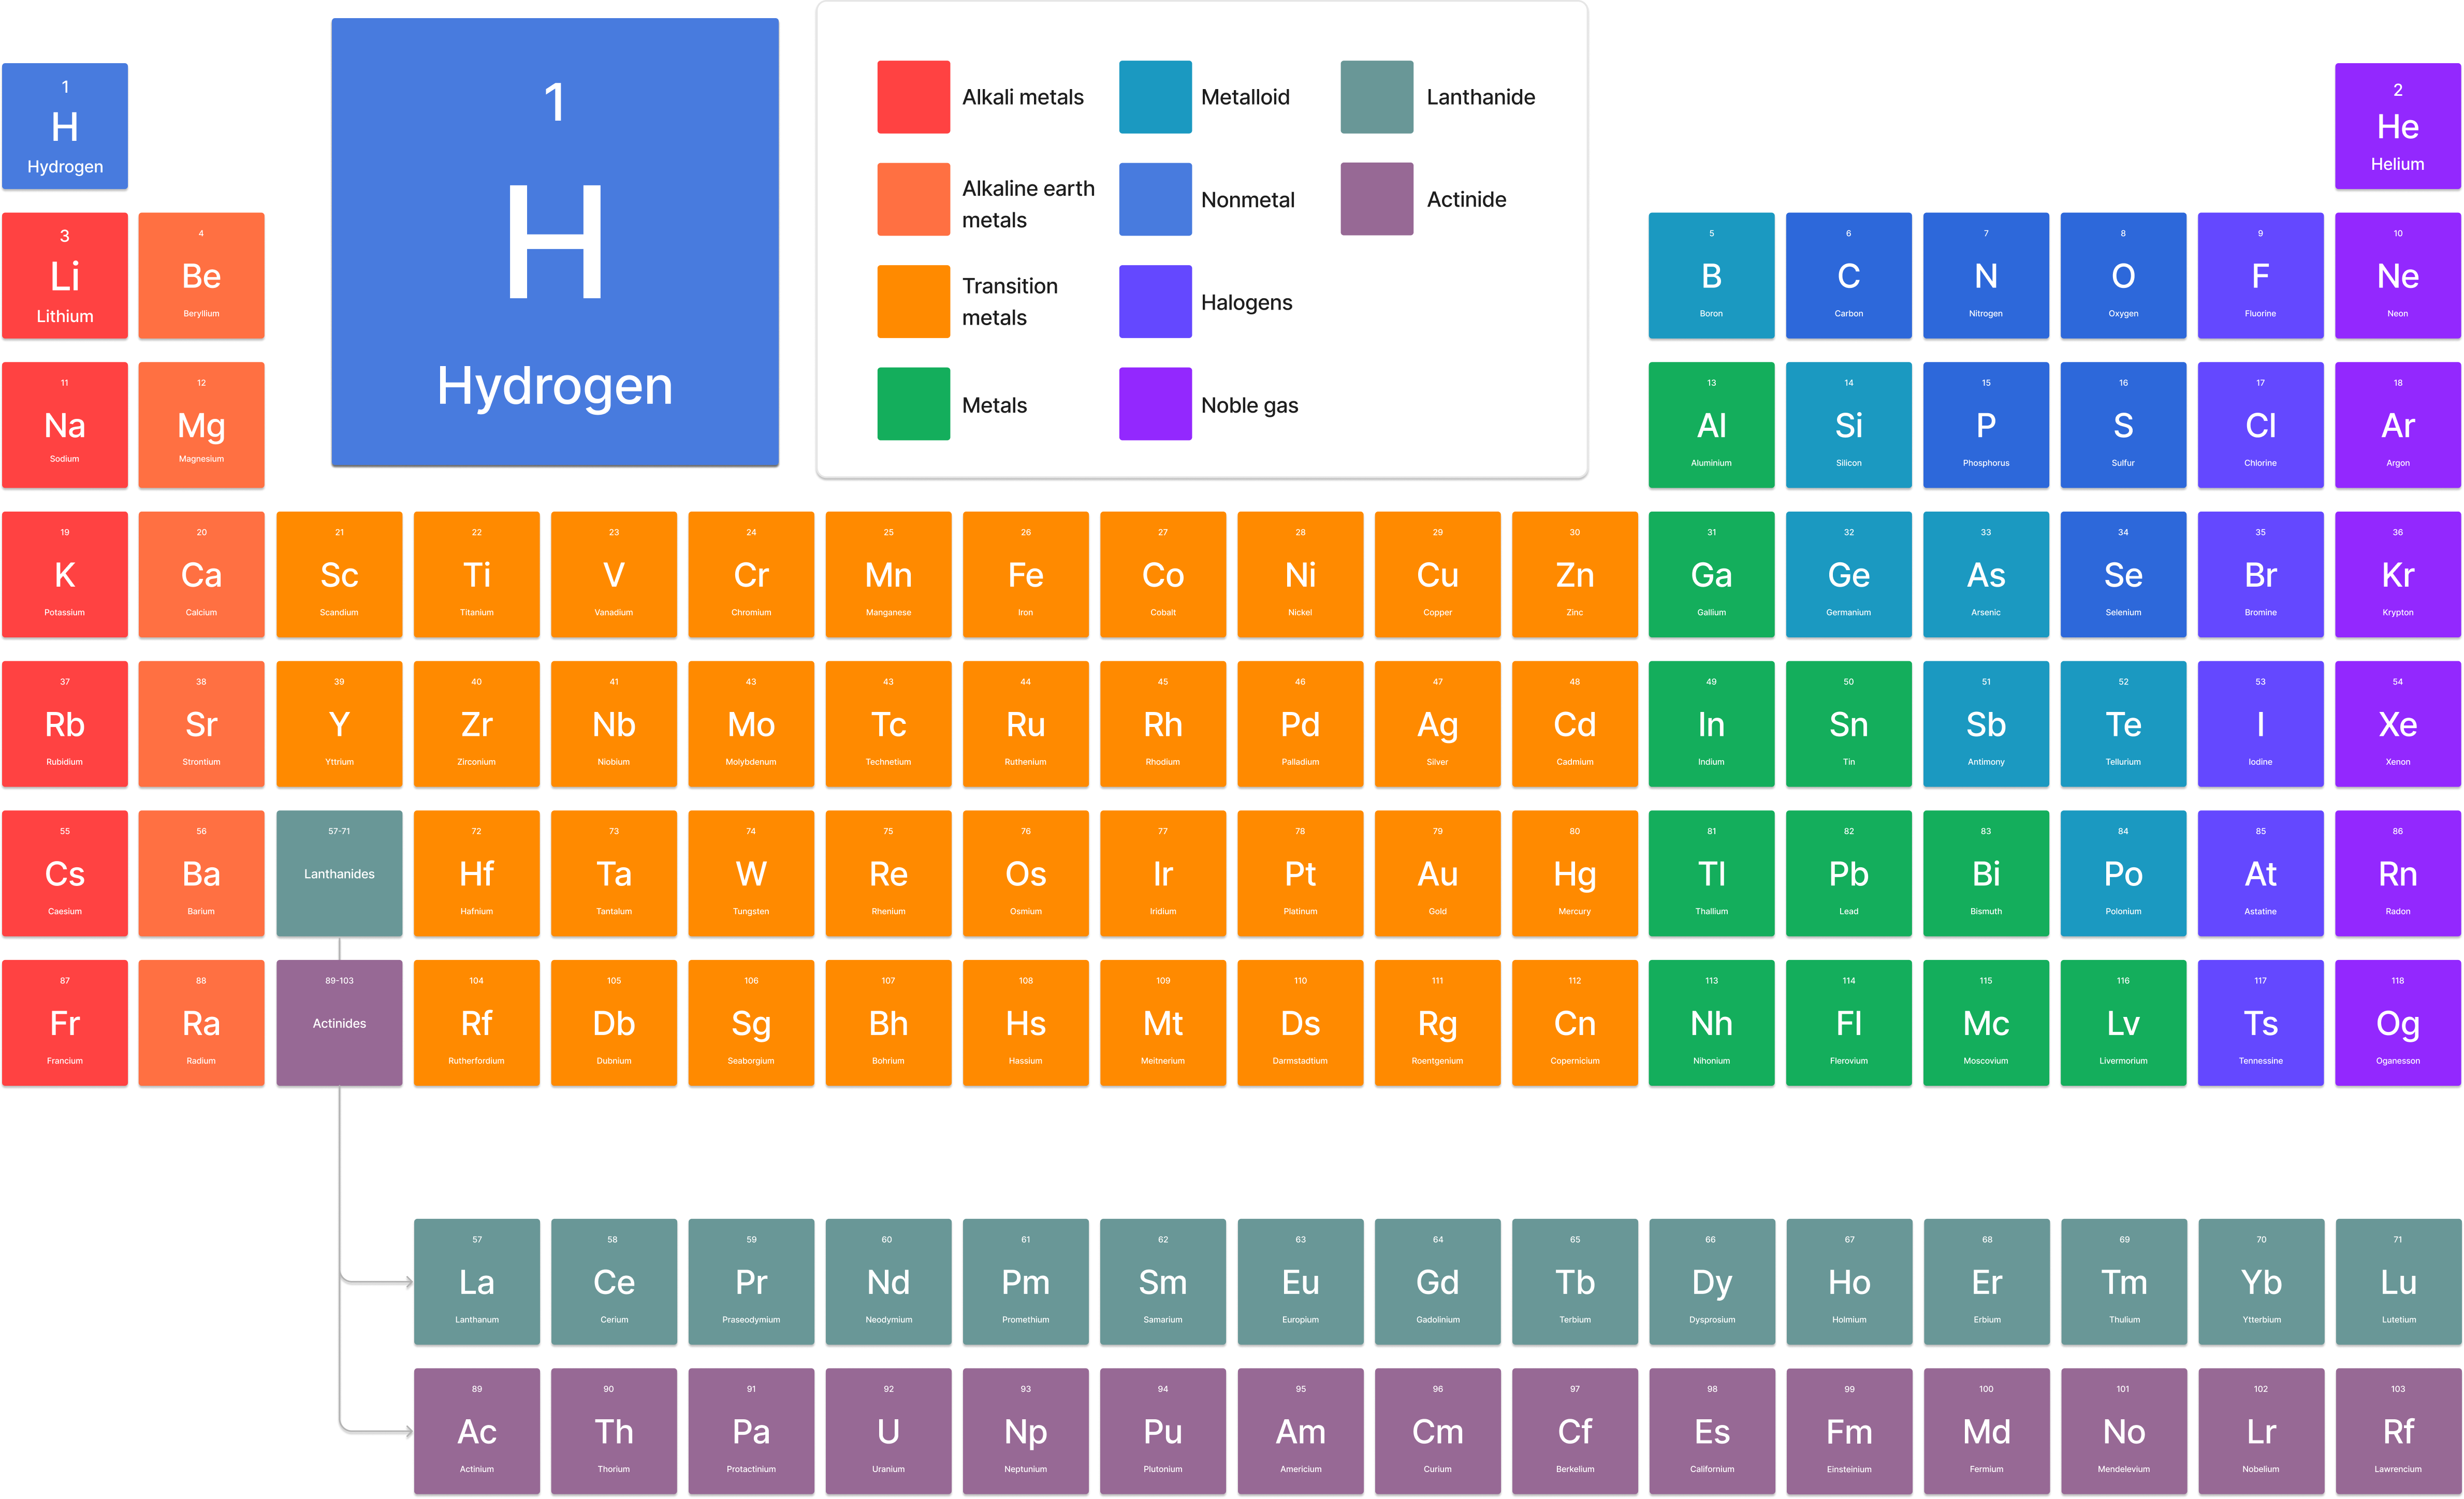 1
H
Hydrogen
Alkali metals
Metalloid
Lanthanide
Alkaline earth
metals
Nonmetal
Actinide
Transition
metals
Halogens
Metals
Noble gas
1 2
H He
Hydrogen Helium
3 4 5 6 7 8 9 10
Li Be B C N O F Ne
Lithium Beryllium Boron Carbon Nitrogen Oxygen Fluorine Neon
11 12 13 14 15 16 17 18
Na Mg Al Si P S Cl Ar
Sodium Magnesium Aluminium Silicon Phosphorus Sulfur Chlorine Argon
19 20 21 22 23 24 25 26 27 28 29 30 31 32 33 34 35 36
K Ca Sc Ti V Cr Mn Fe Co Ni Cu Zn Ga Ge As Se Br Kr
Potassium Calcium Scandium Titanium Vanadium Chromium Manganese Iron Cobalt Nickel Copper Zinc Gallium Germanium Arsenic Selenium Bromine Krypton
37 38 39 40 41 43 43 44 45 46 47 48 49 50 51 52 53 54
Rb Sr Y Zr Nb Mo Tc Ru Rh Pd Ag Cd In Sn Sb Te I Xe
Rubidium Strontium Yttrium Zirconium Niobium Molybdenum Technetium Ruthenium Rhodium Palladium Silver Cadmium Indium Tin Antimony Tellurium Iodine Xenon
55 56 57-71 72 73 74 75 76 77 78 79 80 81 82 83 84 85 86
Cs Ba Lanthanides Hf Ta W Re Os Ir Pt Au Hg Tl Pb Bi Po At Rn
Caesium Barium Hafnium Tantalum Tungsten Rhenium Osmium Iridium Platinum Gold Mercury Thallium Lead Bismuth Polonium Astatine Radon
87 88 89-103 104 105 106 107 108 109 110 111 112 113 114 115 116 117 118
Fr Ra Actinides Rf Db Sg Bh Hs Mt Ds Rg Cn Nh Fl Mc Lv Ts Og
Francium Radium Rutherfordium Dubnium Seaborgium Bohrium Hassium Meitnerium Darmstadtium Roentgenium Copernicium Nihonium Flerovium Moscovium Livermorium Tennessine Oganesson
57 58 59 60 61 62 63 64 65 66 67 68 69 70 71
La Ce Pr Nd Pm Sm Eu Gd Tb Dy Ho Er Tm Yb Lu
Lanthanum Cerium Praseodymium Neodymium Promethium Samarium Europium Gadolinium Terbium Dysprosium Holmium Erbium Thulium Ytterbium Lutetium
89 90 91 92 93 94 95 96 97 98 99 100 101 102 103
Ac Th Pa U Np Pu Am Cm Cf Es Fm Md No Lr Rf
Actinium Thorium Protactinium Uranium Neptunium Plutonium Americium Curium Berkelium Californium Einsteinium Fermium Mendelevium Nobelium Lawrencium